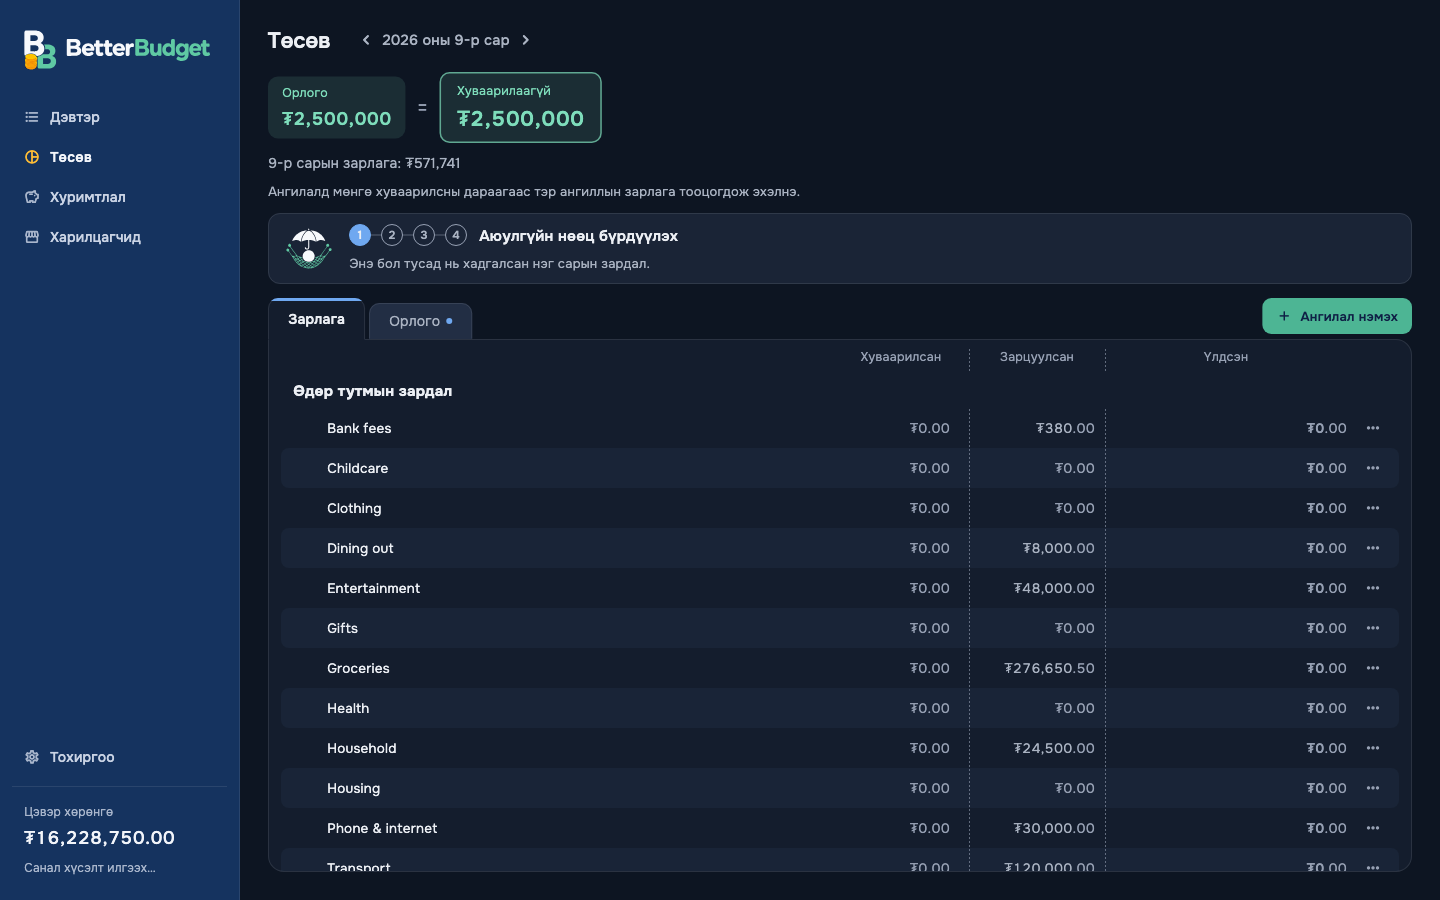 BetterBudget
Дэвтэр
Төсөв
Хуримтлал
Харилцагчид
Тохиргоо
Цэвэр хөрөнгө
₮16,228,750.00
Санал хүсэлт илгээх...
Төсөв
2026 оны 9-р сар
Орлого
₮2,500,000
=
Хуваарилаагүй
₮2,500,000
9-р сарын зарлага: ₮571,741
Ангилалд мөнгө хуваарилсны дараагаас тэр ангиллын зарлага тооцогдож эхэлнэ.
1 2 3 4 Аюулгүйн нөөц бүрдүүлэх
Энэ бол тусад нь хадгалсан нэг сарын зардал.
Зарлага
Орлого
+ Ангилал нэмэх
Хуваарилсан Зарцуулсан Үлдсэн
Өдөр тутмын зардал
Bank fees ₮0.00 ₮380.00 ₮0.00
Childcare ₮0.00 ₮0.00 ₮0.00
Clothing ₮0.00 ₮0.00 ₮0.00
Dining out ₮0.00 ₮8,000.00 ₮0.00
Entertainment ₮0.00 ₮48,000.00 ₮0.00
Gifts ₮0.00 ₮0.00 ₮0.00
Groceries ₮0.00 ₮276,650.50 ₮0.00
Health ₮0.00 ₮0.00 ₮0.00
Household ₮0.00 ₮24,500.00 ₮0.00
Housing ₮0.00 ₮0.00 ₮0.00
Phone & internet ₮0.00 ₮30,000.00 ₮0.00
Transport ₮0.00 ₮120,000.00 ₮0.00